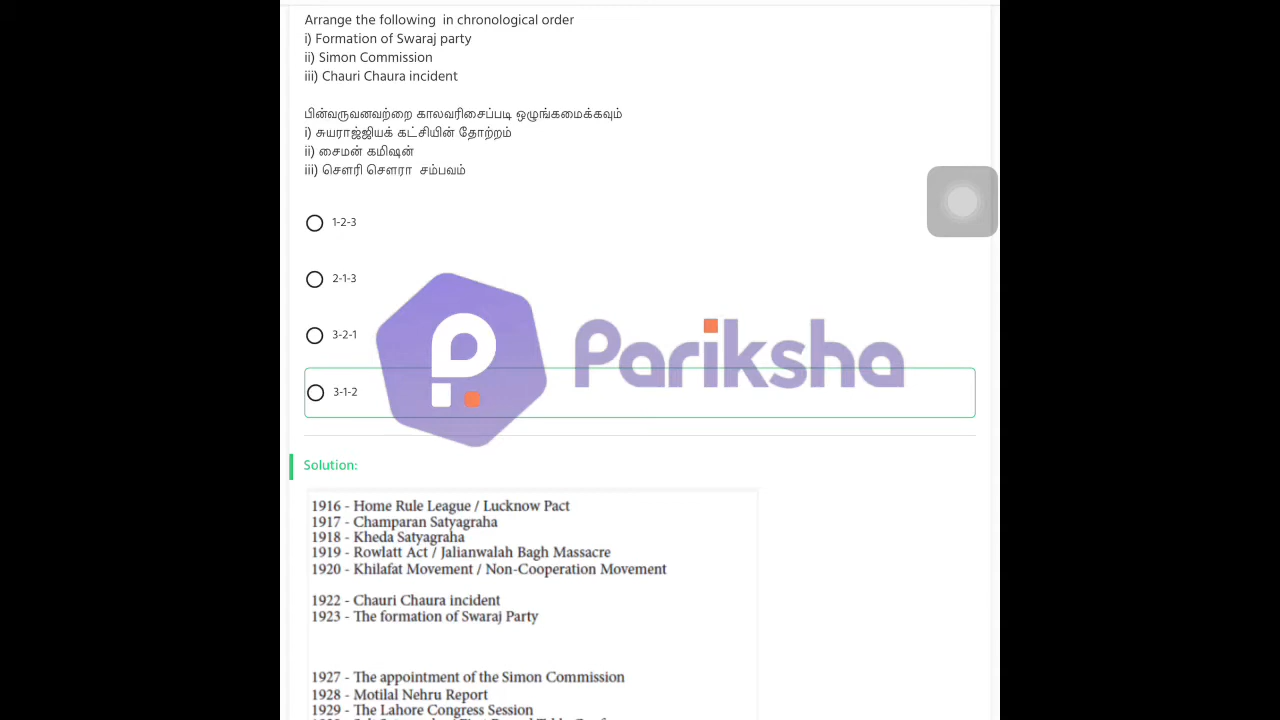 Arrange the following in chronological order
i) Formation of Swaraj party
ii) Simon Commission
iii) Chauri Chaura incident
பின்வருவனவற்றை காலவரிசைப்படி ஒழுங்கமைக்கவும்
i) சுயராஜ்ஜியக் கட்சியின் தோற்றம்
ii) சைமன் கமிஷன்
iii) சௌரி சௌரா சம்பவம்
1-2-3
2-1-3
3-2-1
3-1-2
Pariksha
Solution:
1916 - Home Rule League / Lucknow Pact
1917 - Champaran Satyagraha
1918 - Kheda Satyagraha
1919 - Rowlatt Act / Jalianwalah Bagh Massacre
1920 - Khilafat Movement / Non-Cooperation Movement
1922 - Chauri Chaura incident
1923 - The formation of Swaraj Party
1927 - The appointment of the Simon Commission
1928 - Motilal Nehru Report
1929 - The Lahore Congress Session